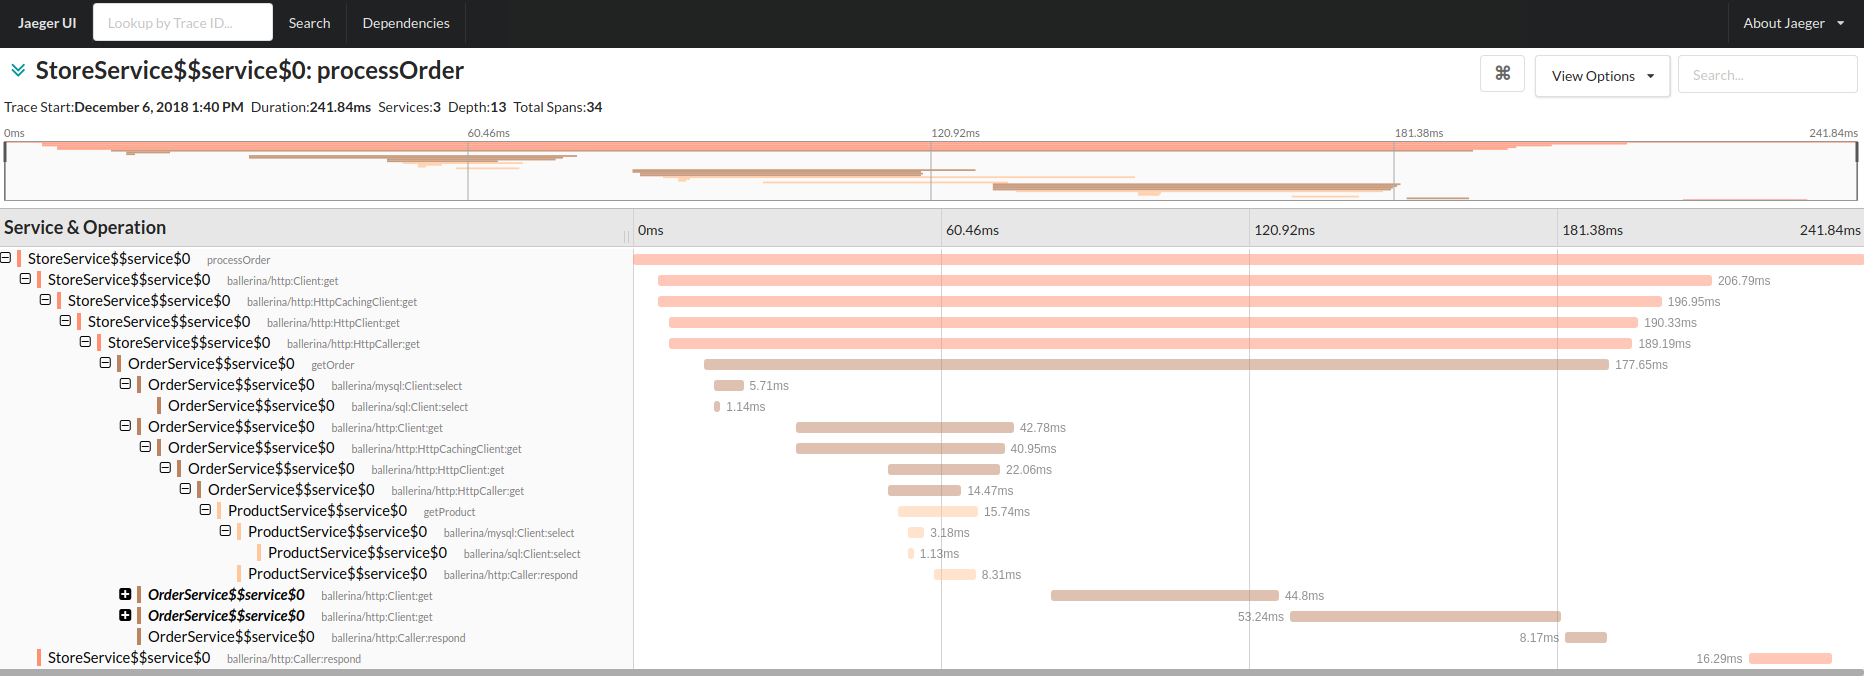 Jaeger UI Lookup by Trace ID... Search Dependencies About Jaeger
StoreService$$service$0: processOrder ⌘ View Options Search...
Trace Start:December 6, 2018 1:40 PM Duration:241.84ms Services:3 Depth:13 Total Spans:34
0ms 60.46ms 120.92ms 181.38ms 241.84ms
Service & Operation 0ms 60.46ms 120.92ms 181.38ms 241.84ms
StoreService$$service$0 processOrder
StoreService$$service$0 ballerina/http:Client:get 206.79ms
StoreService$$service$0 ballerina/http:HttpCachingClient:get 196.95ms
StoreService$$service$0 ballerina/http:HttpClient:get 190.33ms
StoreService$$service$0 ballerina/http:HttpCaller:get 189.19ms
OrderService$$service$0 getOrder 177.65ms
OrderService$$service$0 ballerina/mysql:Client:select 5.71ms
OrderService$$service$0 ballerina/sql:Client:select 1.14ms
OrderService$$service$0 ballerina/http:Client:get 42.78ms
OrderService$$service$0 ballerina/http:HttpCachingClient:get 40.95ms
OrderService$$service$0 ballerina/http:HttpClient:get 22.06ms
OrderService$$service$0 ballerina/http:HttpCaller:get 14.47ms
ProductService$$service$0 getProduct 15.74ms
ProductService$$service$0 ballerina/mysql:Client:select 3.18ms
ProductService$$service$0 ballerina/sql:Client:select 1.13ms
ProductService$$service$0 ballerina/http:Caller:respond 8.31ms
OrderService$$service$0 ballerina/http:Client:get 44.8ms
OrderService$$service$0 ballerina/http:Client:get 53.24ms
OrderService$$service$0 ballerina/http:Caller:respond 8.17ms
StoreService$$service$0 ballerina/http:Caller:respond 16.29ms